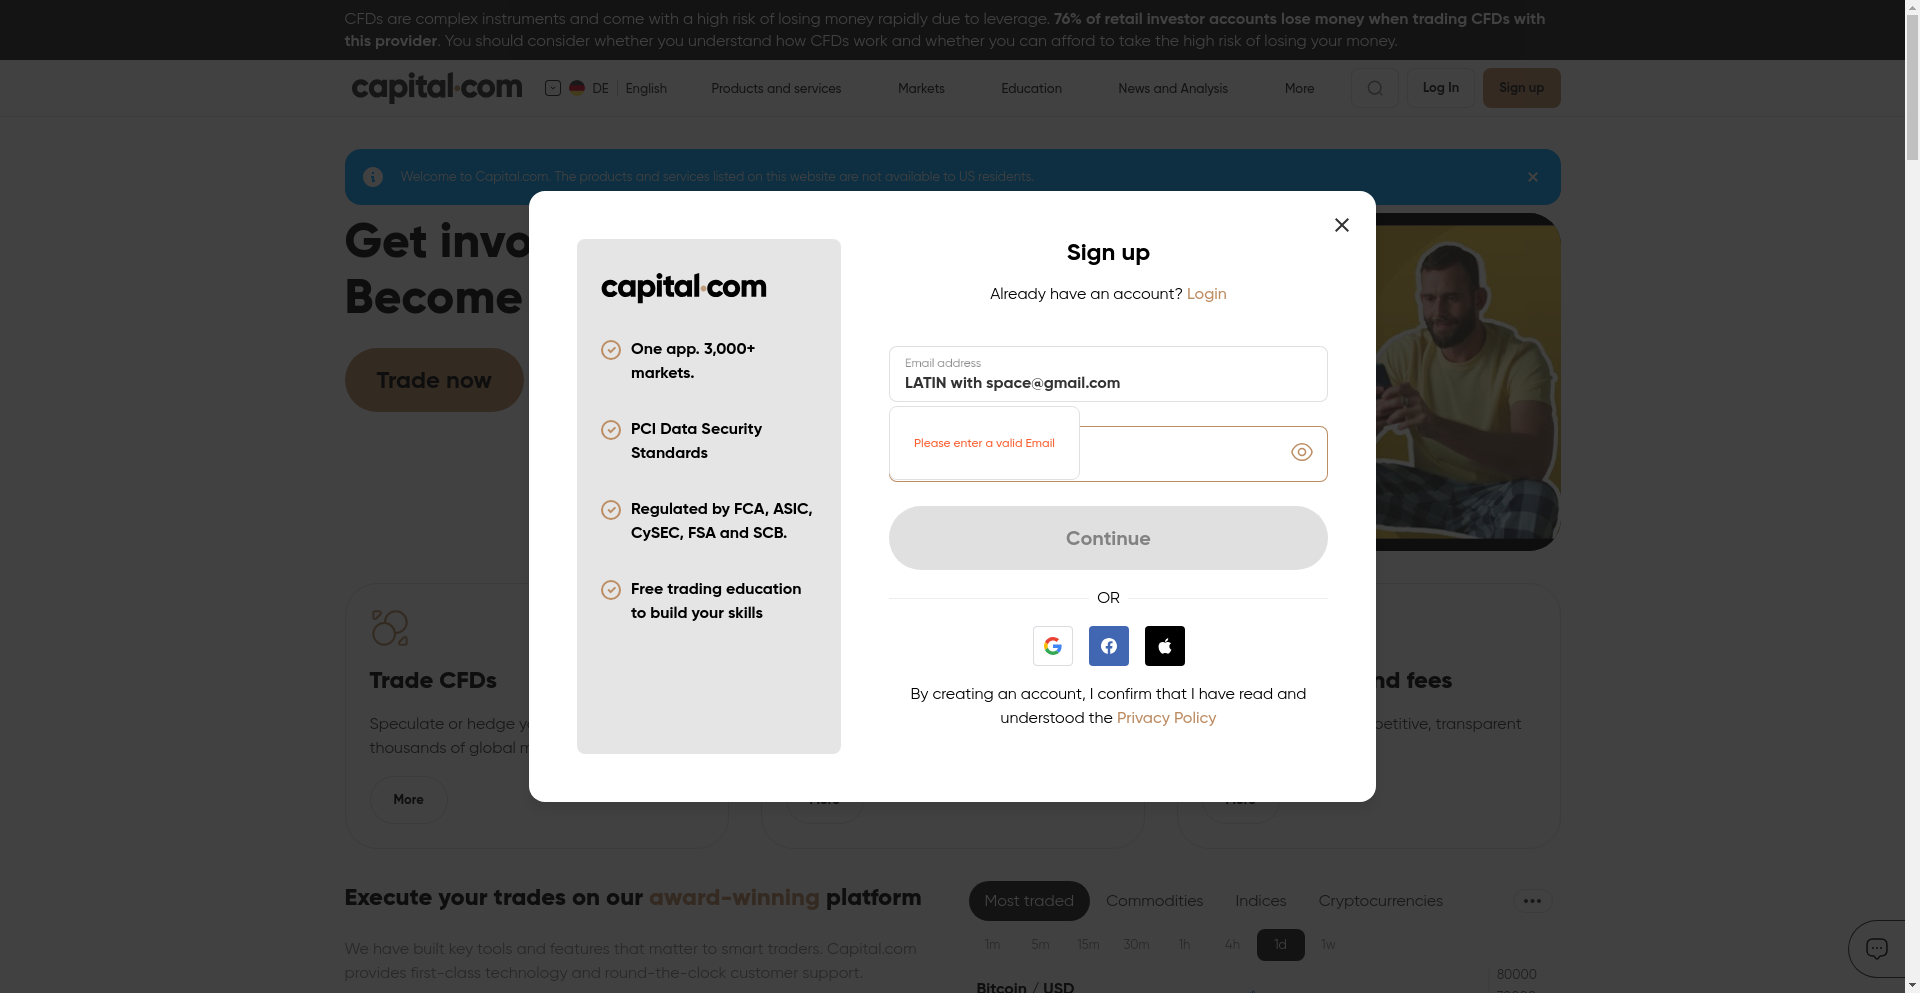 CFDs are complex instruments and come with a high risk of losing money rapidly due to leverage. 76% of retail investor accounts lose money when trading CFDs with
this provider. You should consider whether you understand how CFDs work and whether you can afford to take the high risk of losing your money.
capital.com
DE
English
Products and services
Markets
Education
News and Analysis
More
Log In
Sign up
Welcome to Capital.com. The products and services listed on this website are not available to US residents.
Get invo
Become
Trade now
capital.com
One app. 3,000+
markets.
PCI Data Security
Standards
Regulated by FCA, ASIC,
CySEC, FSA and SCB.
Free trading education
to build your skills
Sign up
Already have an account? Login
Email address
LATIN with space@gmail.com
Please enter a valid Email
Continue
OR
By creating an account, I confirm that I have read and
understood the Privacy Policy
Trade CFDs
Speculate or hedge y
thousands of global m
More
More
nd fees
petitive, transparent
More
Execute your trades on our award-winning platform
We have built key tools and features that matter to smart traders. Capital.com
provides first-class technology and round-the-clock customer support.
Most traded
Commodities
Indices
Cryptocurrencies
1m
5m
15m
30m
1h
4h
1d
1w
Bitcoin / USD
80000